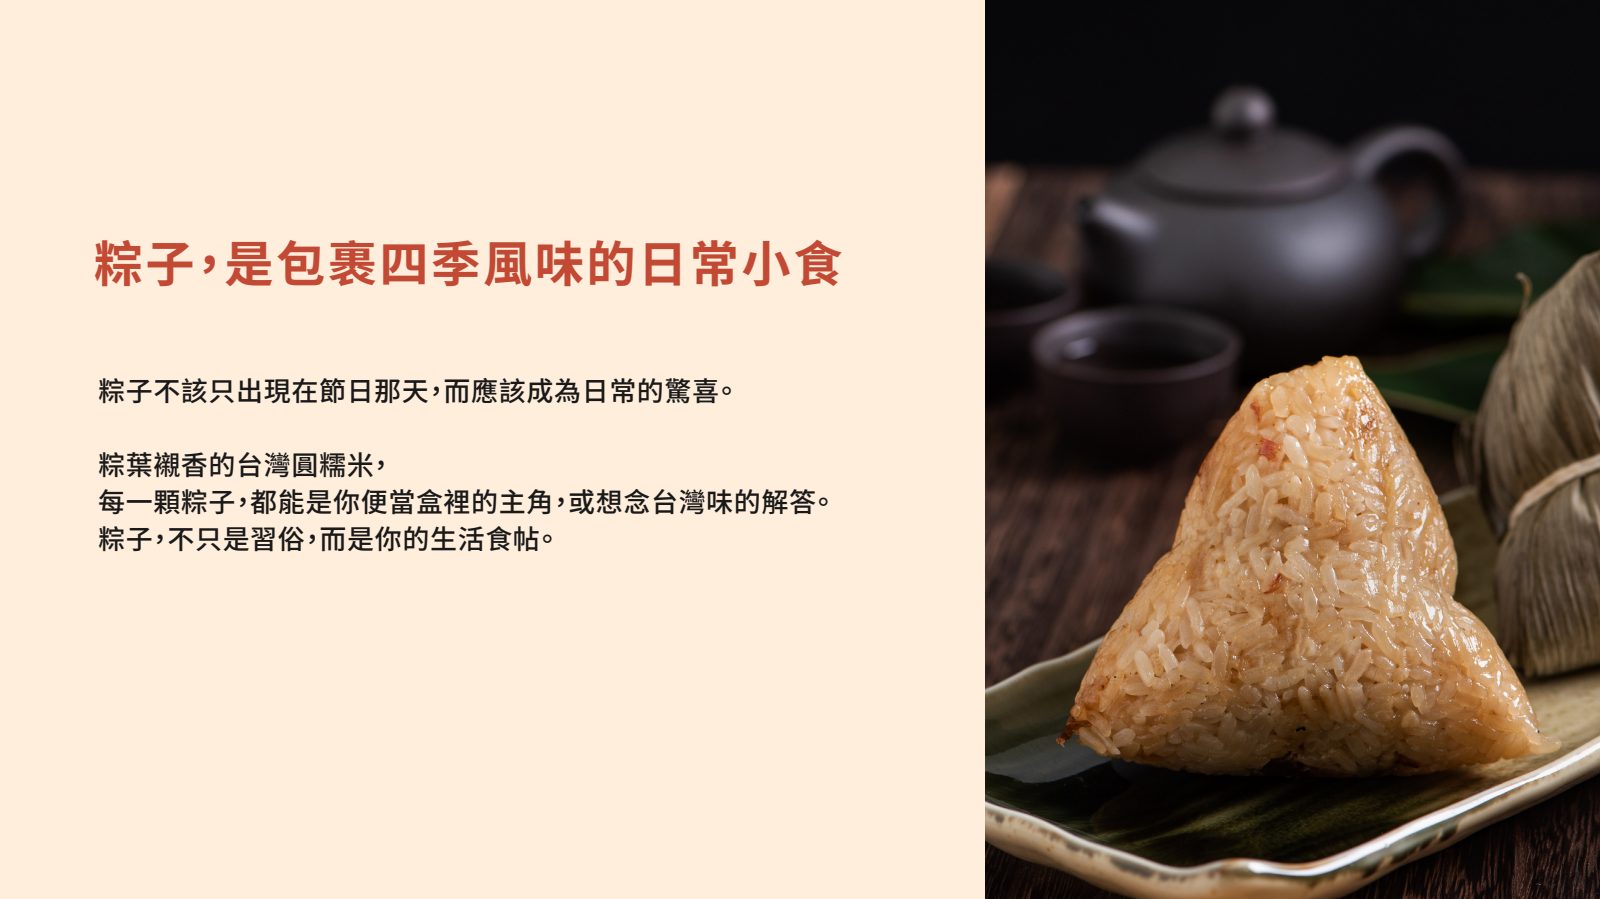 粽子，是包裹四季風味的日常小食
粽子不該只出現在節日那天，而應該成為日常的驚喜。
粽葉襯香的台灣圓糯米，
每一顆粽子，都能是你便當盒裡的主角，或想念台灣味的解答。
粽子，不只是習俗，而是你的生活食帖。